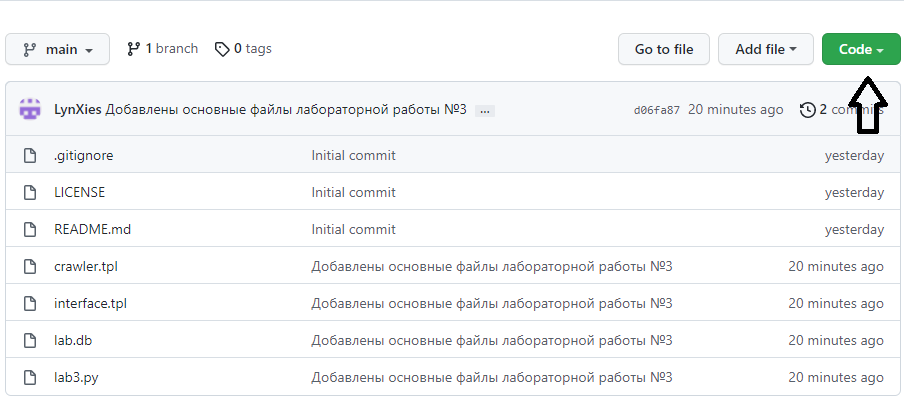 main 1 branch 0 tags Go to file Add file Code
LynXies Добавлены основные файлы лабораторной работы №3 ... d06fa87 20 minutes ago 2 commits
.gitignore Initial commit yesterday
LICENSE Initial commit yesterday
README.md Initial commit yesterday
crawler.tpl Добавлены основные файлы лабораторной работы №3 20 minutes ago
interface.tpl Добавлены основные файлы лабораторной работы №3 20 minutes ago
lab.db Добавлены основные файлы лабораторной работы №3 20 minutes ago
lab3.py Добавлены основные файлы лабораторной работы №3 20 minutes ago